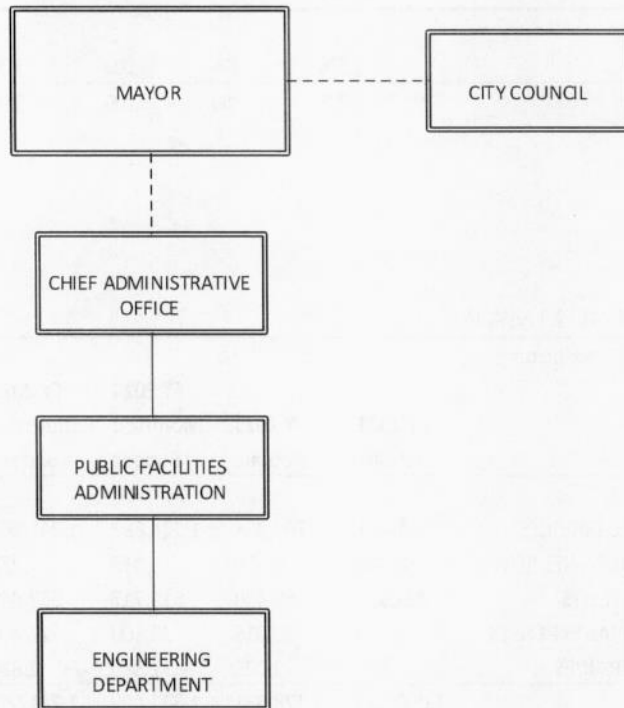 MAYOR
CITY COUNCIL
CHIEF ADMINISTRATIVE
OFFICE
PUBLIC FACILITIES
ADMINISTRATION
ENGINEERING
DEPARTMENT